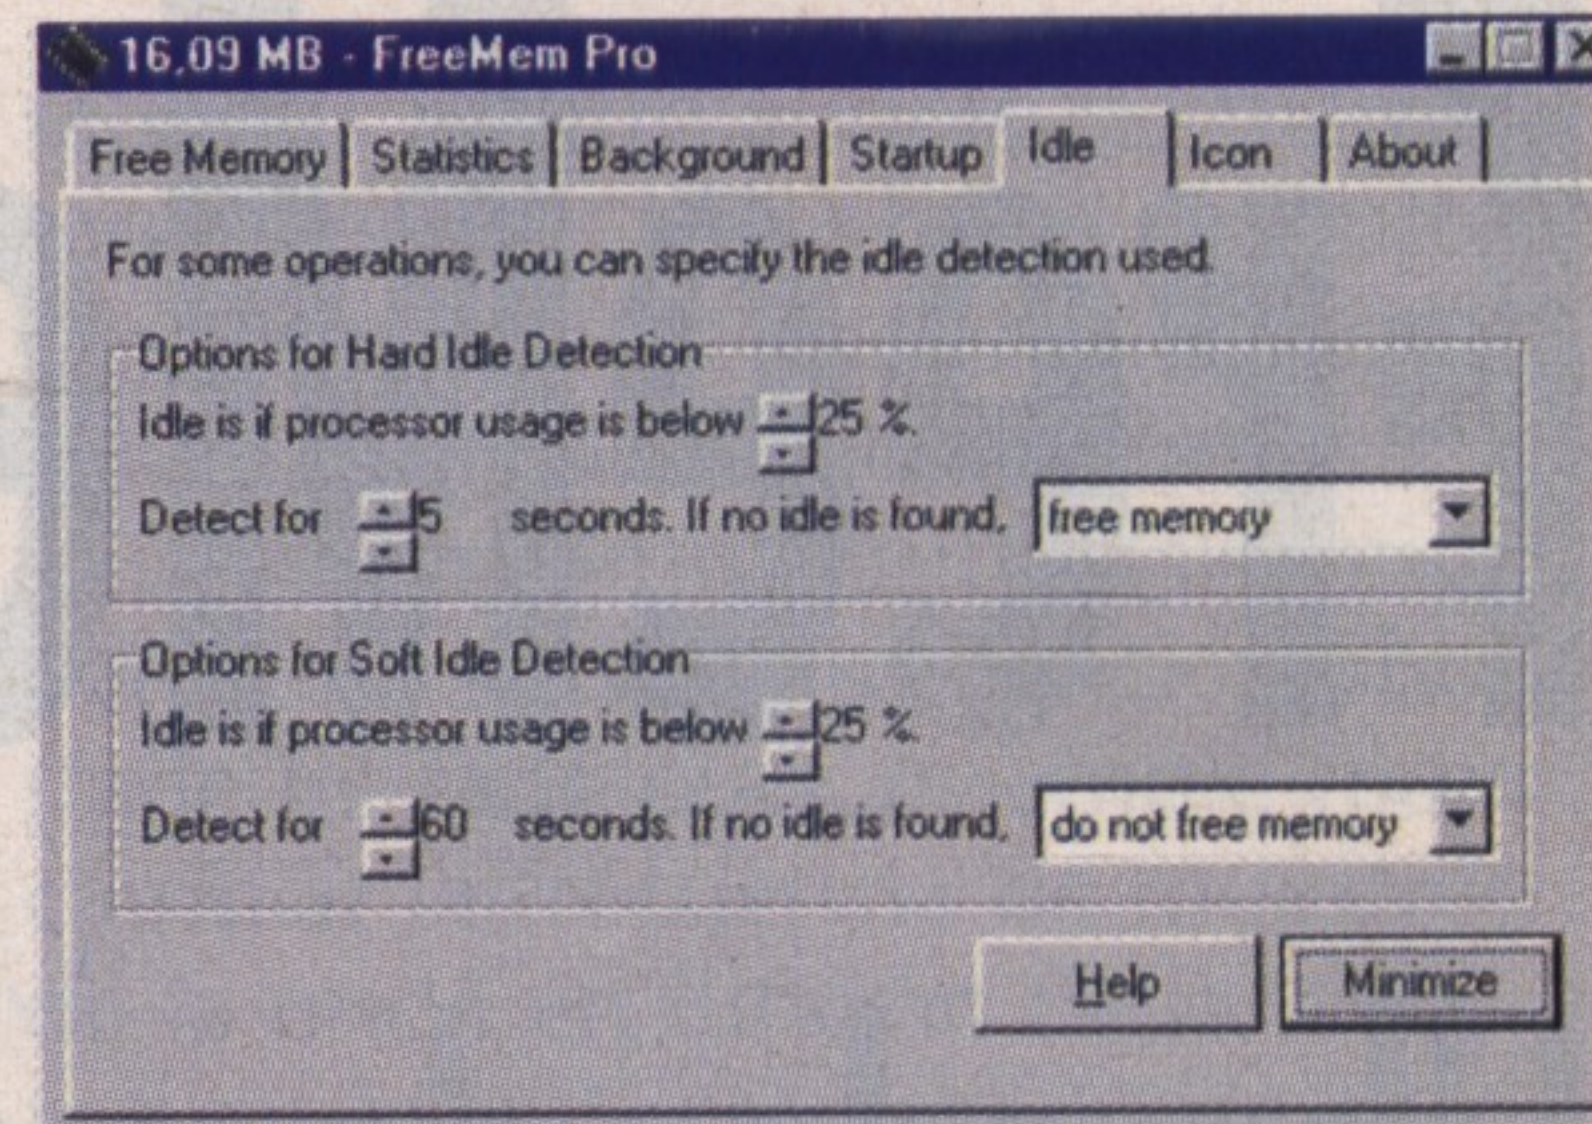 16,09 MB - FreeMem Pro
Free Memory Statistics Background Startup Idle Icon About
For some operations, you can specify the idle detection used.
Options for Hard Idle Detection
Idle is if processor usage is below 25 %.
Detect for 5 seconds. If no idle is found, free memory
Options for Soft Idle Detection
Idle is if processor usage is below 25 %.
Detect for 60 seconds. If no idle is found, do not free memory
Help Minimize